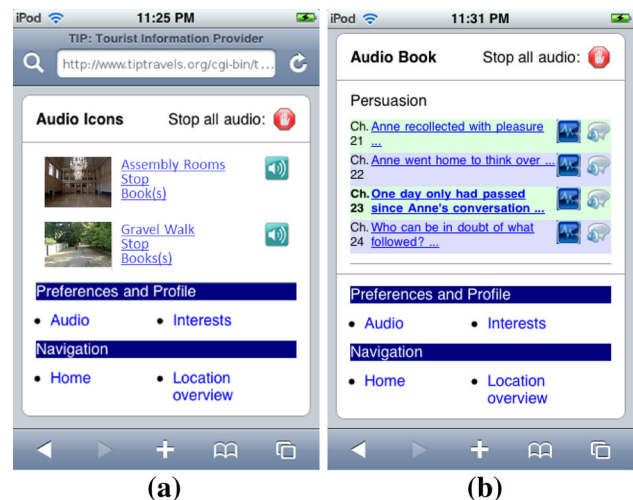 iPod 11:25 PM
TIP: Tourist Information Provider
http://www.tiptravels.org/cgi-bin/t...
Audio Icons Stop all audio:
Assembly Rooms
Stop
Book(s)
Gravel Walk
Stop
Books(s)
Preferences and Profile
• Audio • Interests
Navigation
• Home • Location
overview
(a)
iPod 11:31 PM
Audio Book Stop all audio:
Persuasion
Ch. Anne recollected with pleasure
21 ...
Ch. Anne went home to think over ...
22
Ch. One day only had passed
23 since Anne's conversation ...
Ch. Who can be in doubt of what
24 followed? ...
Preferences and Profile
• Audio • Interests
Navigation
• Home • Location
overview
(b)